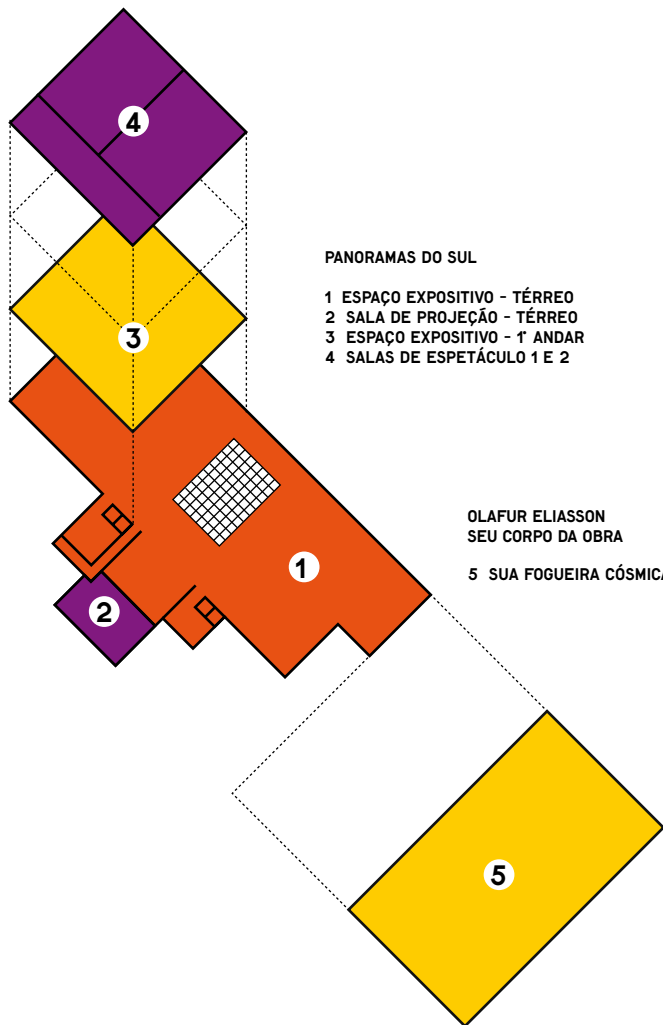 4
3
PANORAMAS DO SUL
1 ESPAÇO EXPOSITIVO - TÉRREO
2 SALA DE PROJEÇÃO - TÉRREO
3 ESPAÇO EXPOSITIVO - 1º ANDAR
4 SALAS DE ESPETÁCULO 1 E 2
OLAFUR ELIASSON
SEU CORPO DA OBRA
5 SUA FOGUEIRA CÓSMICA
1
2
5